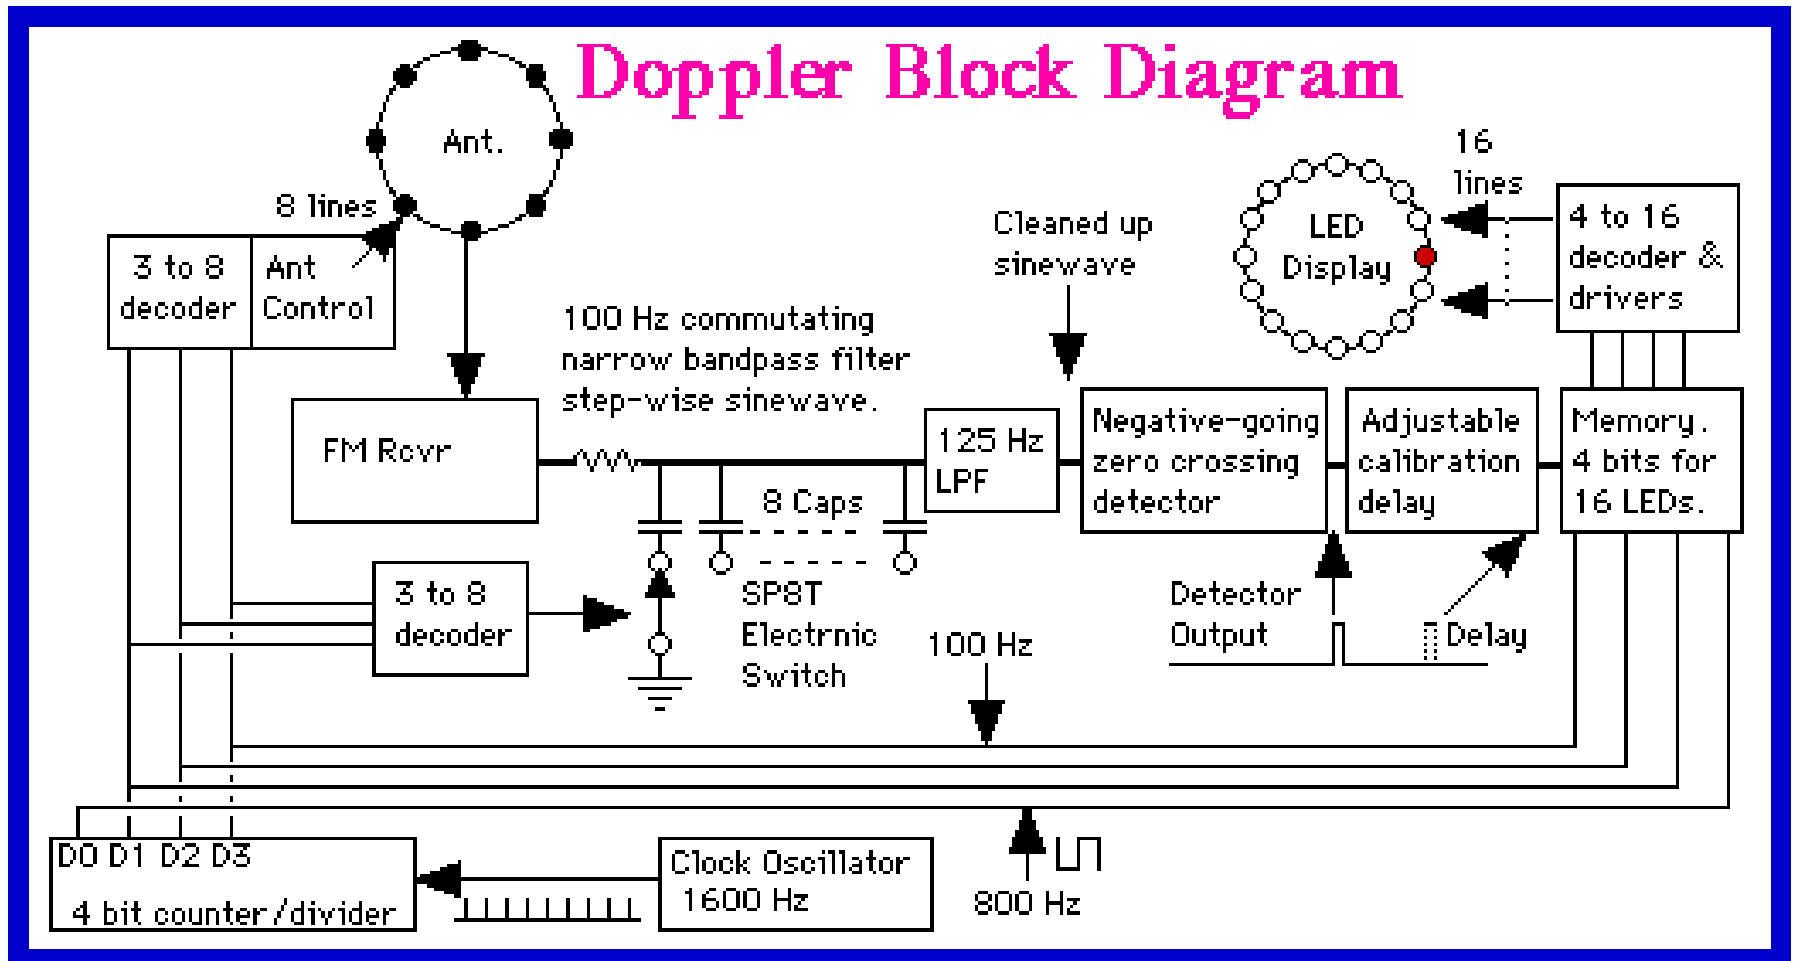 Doppler Block Diagram
Ant.
8 lines
3 to 8
decoder
Ant
Control
16
lines
LED
Display
4 to 16
decoder &
drivers
Cleaned up
sinewave
100 Hz commutating
narrow bandpass filter
step-wise sinewave.
FM Rcvr
8 Caps
125 Hz
LPF
Negative-going
zero crossing
detector
Adjustable
calibration
delay
Memory.
4 bits for
16 LEDs.
3 to 8
decoder
SP8T
Electrnic
Switch
Detector
Output
Delay
100 Hz
D0 D1 D2 D3
4 bit counter/divider
Clock Oscillator
1600 Hz
800 Hz